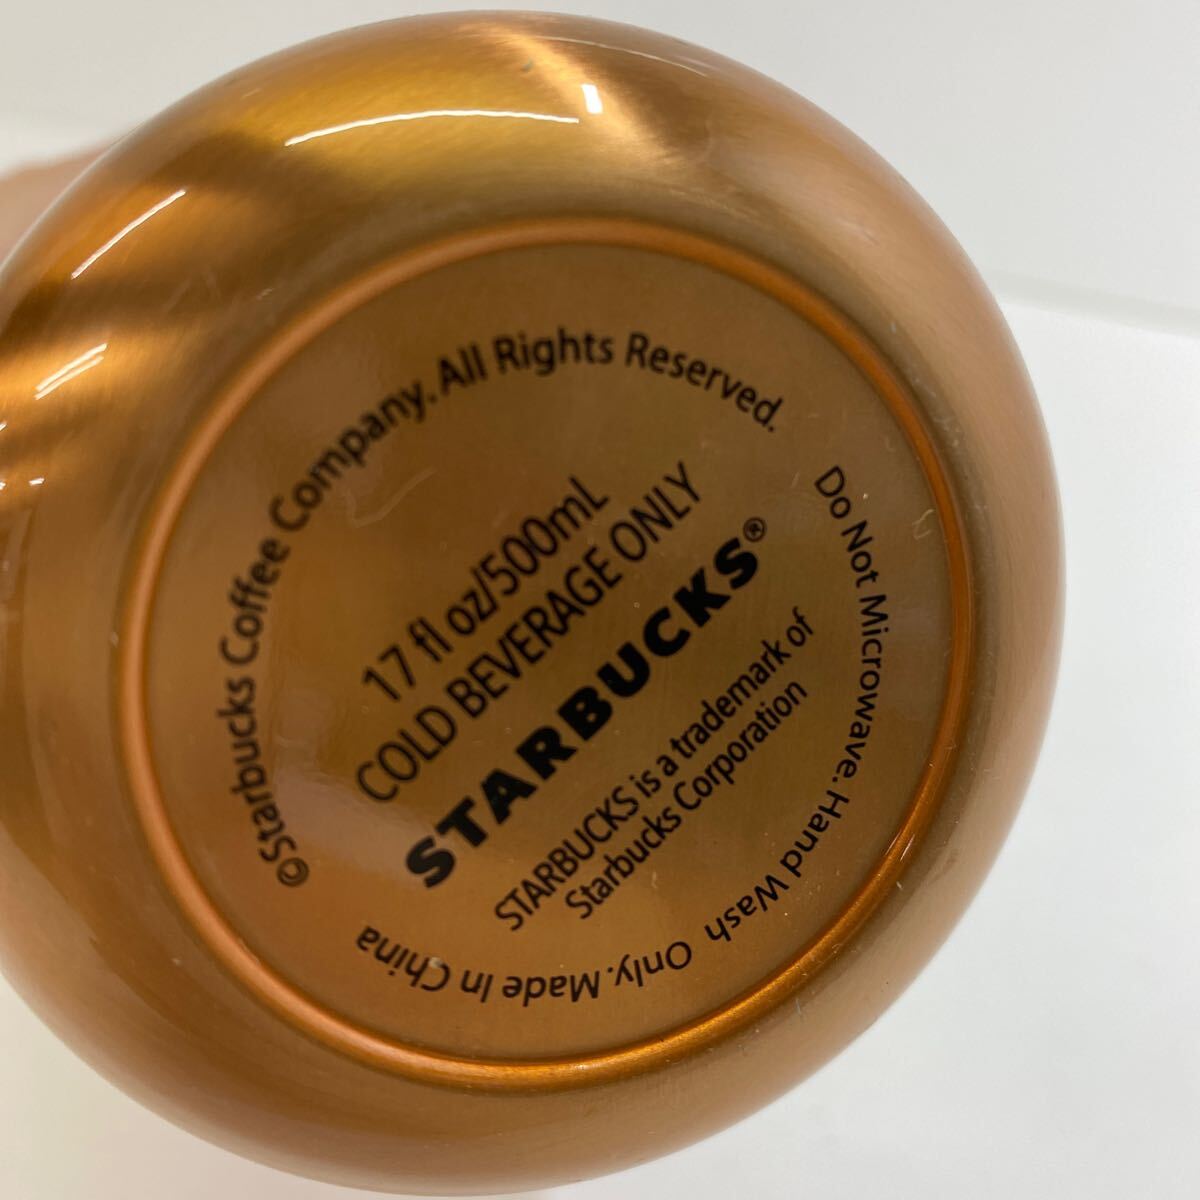 ©Starbucks Coffee Company. All Rights Reserved.
17 fl oz/500mL
COLD BEVERAGE ONLY
STARBUCKS®
STARBUCKS is a trademark of
Starbucks Corporation
Do Not Microwave. Hand Wash Only. Made In China